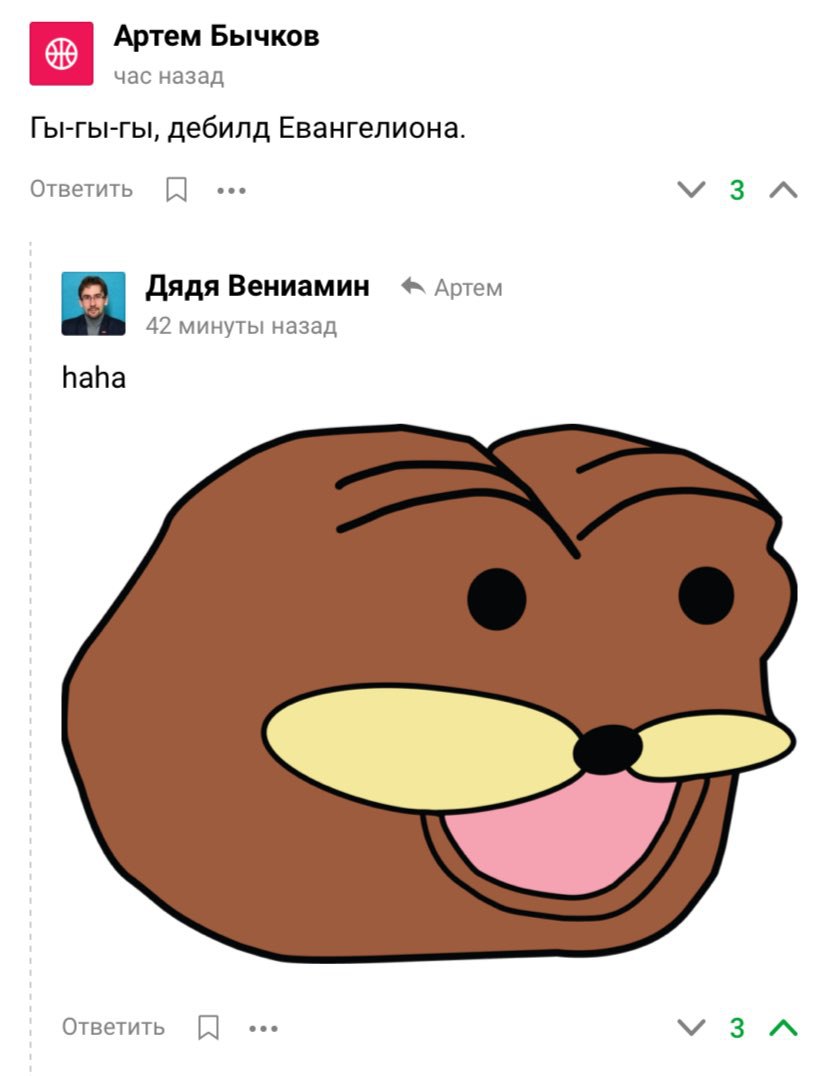 Артем Бычков
час назад
Гы-гы-гы, дебилд Евангелиона.
Ответить
3
Дядя Вениамин Артем
42 минуты назад
haha
Ответить
3